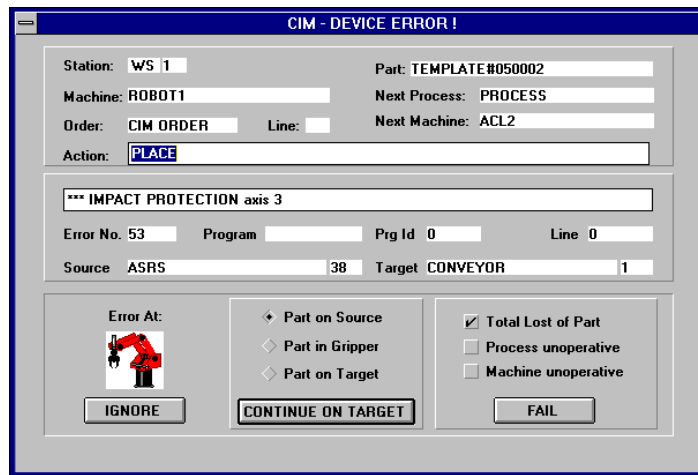 CIM - DEVICE ERROR !
Station: WS 1 Part: TEMPLATE#050002
Machine: ROBOT1 Next Process: PROCESS
Order: CIM ORDER Line: Next Machine: ACL2
Action: PLACE
*** IMPACT PROTECTION axis 3
Error No. 53 Program Prg Id 0 Line 0
Source ASRS 38 Target CONVEYOR 1
Error At: Part on Source Total Lost of Part
Part in Gripper Process unoperative
Part on Target Machine unoperative
IGNORE CONTINUE ON TARGET FAIL